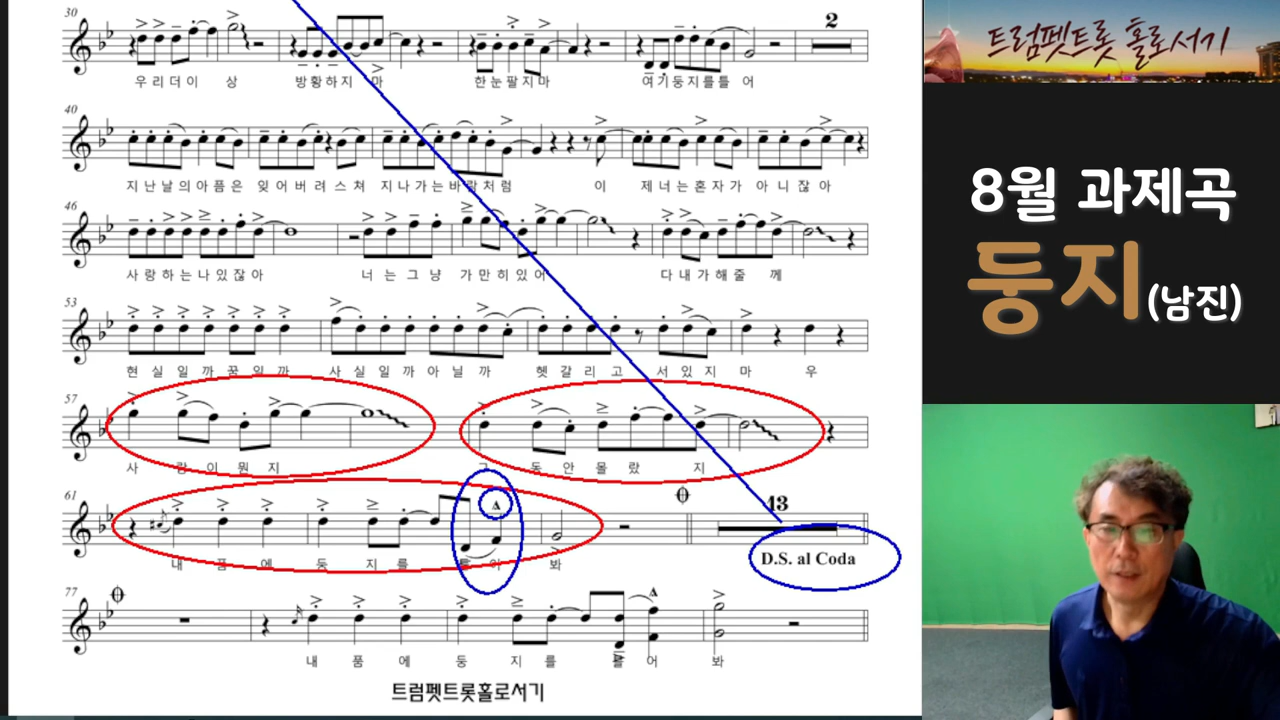 30
2
우리더이 상 방황하지 마 한눈팔지마 여기둥지를틀 어
40
지난날의아픔은 잊어버려스쳐 지나가는바람처럼 이 제너는혼자가 아니잖아
46
사랑하는나있잖아 너는그냥 가만히있어 다내가해줄 께
53
현실일까꿈일까 사실일까아닐까 헷갈리고 서있지 마 우
57
사 랑이뭔지 그 동안몰랐 지
61
13
내 품 에 둥 지를 틀어 봐
D.S. al Coda
77
내 품 에 둥 지 를 틀 어 봐
트럼펫트롯홀로서기
트럼펫트롯 홀로서기
8월 과제곡
둥지(남진)